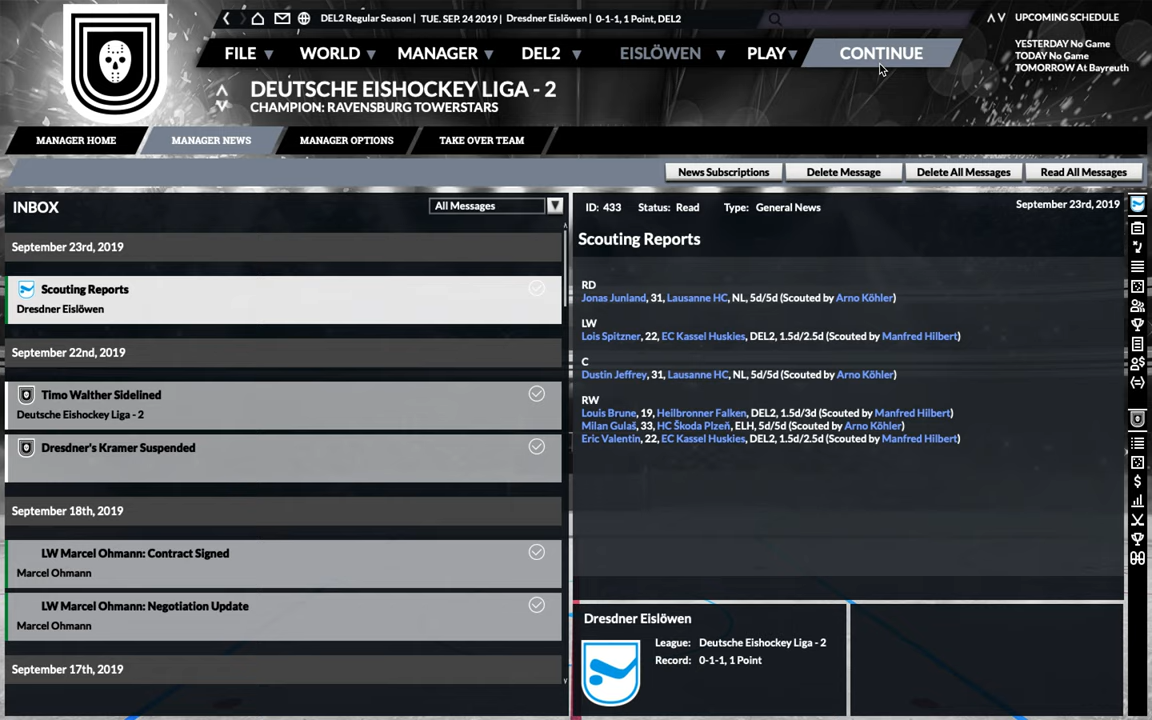 DEL2 Regular Season | TUE. SEP. 24 2019 | Dresdner Eislöwen | 0-1-1, 1 Point, DEL2
UPCOMING SCHEDULE
YESTERDAY No Game
TODAY No Game
TOMORROW At Bayreuth
FILE WORLD MANAGER DEL2 EISLÖWEN PLAY CONTINUE
DEUTSCHE EISHOCKEY LIGA - 2
CHAMPION: RAVENSBURG TOWERSTARS
MANAGER HOME MANAGER NEWS MANAGER OPTIONS TAKE OVER TEAM
News Subscriptions Delete Message Delete All Messages Read All Messages
INBOX All Messages
September 23rd, 2019
Scouting Reports
Dresdner Eislöwen
September 22nd, 2019
Timo Walther Sidelined
Deutsche Eishockey Liga - 2
Dresdner's Kramer Suspended
September 18th, 2019
LW Marcel Ohmann: Contract Signed
Marcel Ohmann
LW Marcel Ohmann: Negotiation Update
Marcel Ohmann
September 17th, 2019
ID: 433 Status: Read Type: General News September 23rd, 2019
Scouting Reports
RD
Jonas Junland, 31, Lausanne HC, NL, 5d/5d (Scouted by Arno Köhler)
LW
Lois Spitzner, 22, EC Kassel Huskies, DEL2, 1.5d/2.5d (Scouted by Manfred Hilbert)
C
Dustin Jeffrey, 31, Lausanne HC, NL, 5d/5d (Scouted by Arno Köhler)
RW
Louis Brune, 19, Heilbronner Falken, DEL2, 1.5d/3d (Scouted by Manfred Hilbert)
Milan Gulaš, 33, HC Škoda Plzeň, ELH, 5d/5d (Scouted by Arno Köhler)
Eric Valentin, 22, EC Kassel Huskies, DEL2, 1.5d/2.5d (Scouted by Manfred Hilbert)
Dresdner Eislöwen
League: Deutsche Eishockey Liga - 2
Record: 0-1-1, 1 Point